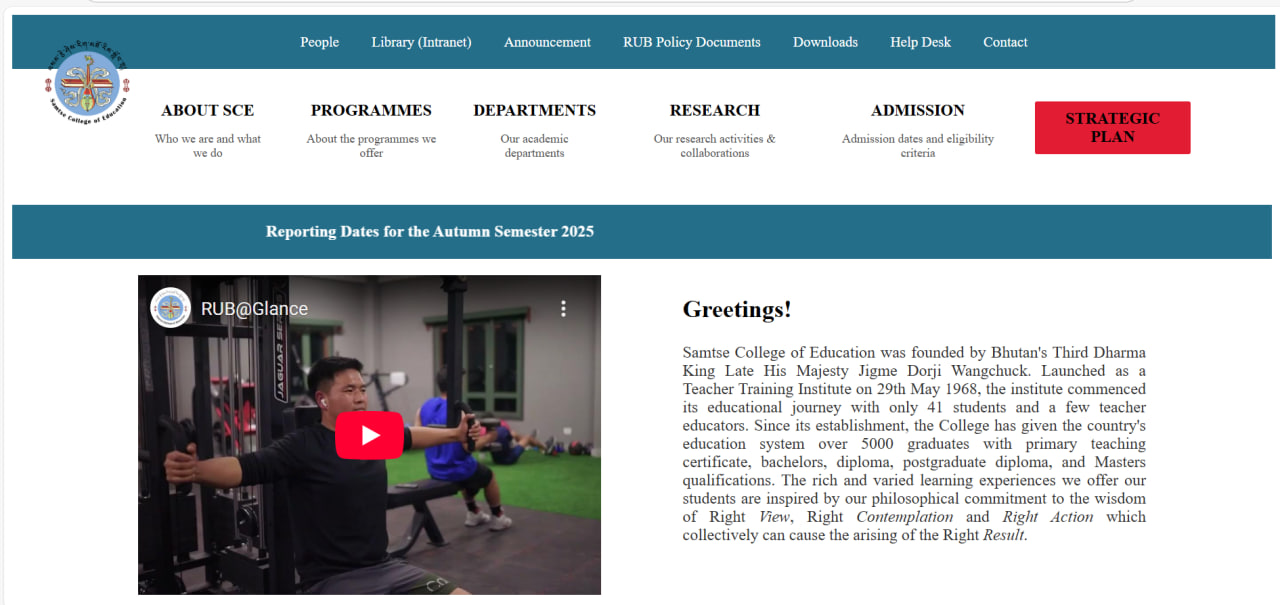 People Library (Intranet) Announcement RUB Policy Documents Downloads Help Desk Contact
Samtse College of Education
ABOUT SCE
Who we are and what
we do
PROGRAMMES
About the programmes we
offer
DEPARTMENTS
Our academic
departments
RESEARCH
Our research activities &
collaborations
ADMISSION
Admission dates and eligibility
criteria
STRATEGIC
PLAN
Reporting Dates for the Autumn Semester 2025
RUB@Glance
Greetings!
Samtse College of Education was founded by Bhutan's Third Dharma
King Late His Majesty Jigme Dorji Wangchuck. Launched as a
Teacher Training Institute on 29th May 1968, the institute commenced
its educational journey with only 41 students and a few teacher
educators. Since its establishment, the College has given the country's
education system over 5000 graduates with primary teaching
certificate, bachelors, diploma, postgraduate diploma, and Masters
qualifications. The rich and varied learning experiences we offer our
students are inspired by our philosophical commitment to the wisdom
of Right View, Right Contemplation and Right Action which
collectively can cause the arising of the Right Result.